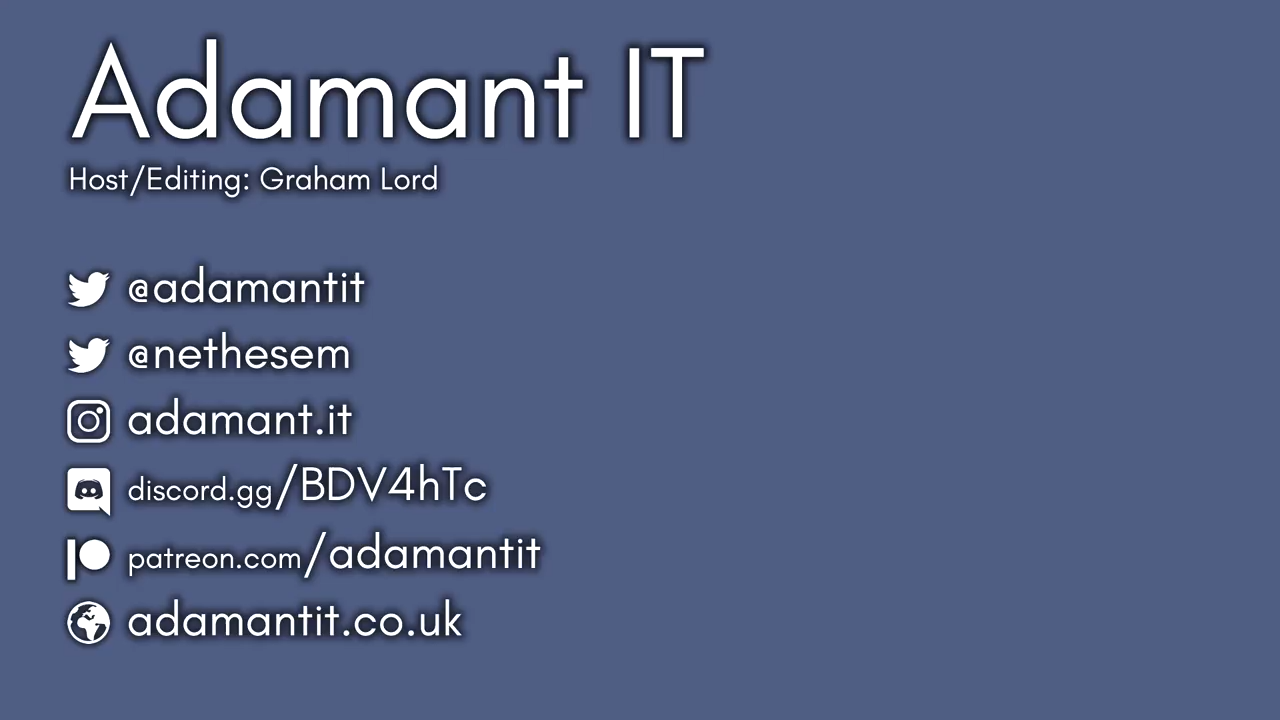 Adamant IT
Host/Editing: Graham Lord
@adamantit
@nethesem
adamant.it
discord.gg/BDV4hTc
patreon.com/adamantit
adamantit.co.uk